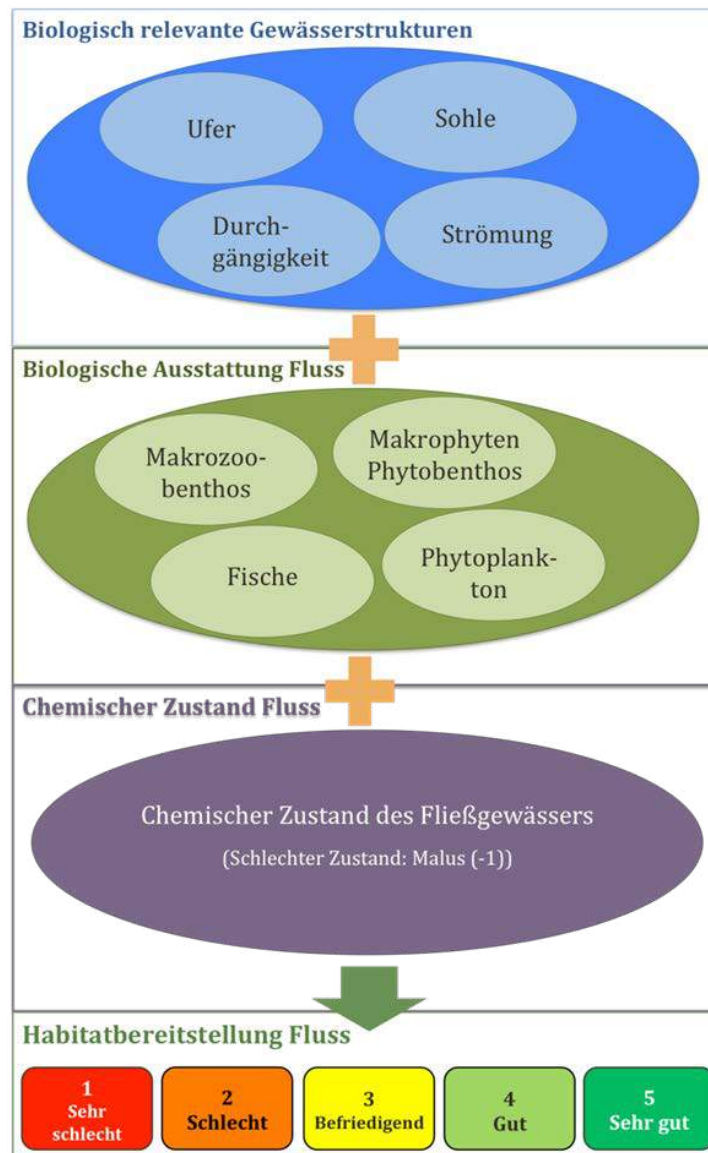 Biologisch relevante Gewässerstrukturen
Ufer
Sohle
Durch-
gängigkeit
Strömung
Biologische Ausstattung Fluss
Makrozoo-
benthos
Makrophyten
Phytobenthos
Fische
Phytoplank-
ton
Chemischer Zustand Fluss
Chemischer Zustand des Fließgewässers
(Schlechter Zustand: Malus (-1))
Habitatbereitstellung Fluss
1
Sehr
schlecht
2
Schlecht
3
Befriedigend
4
Gut
5
Sehr gut